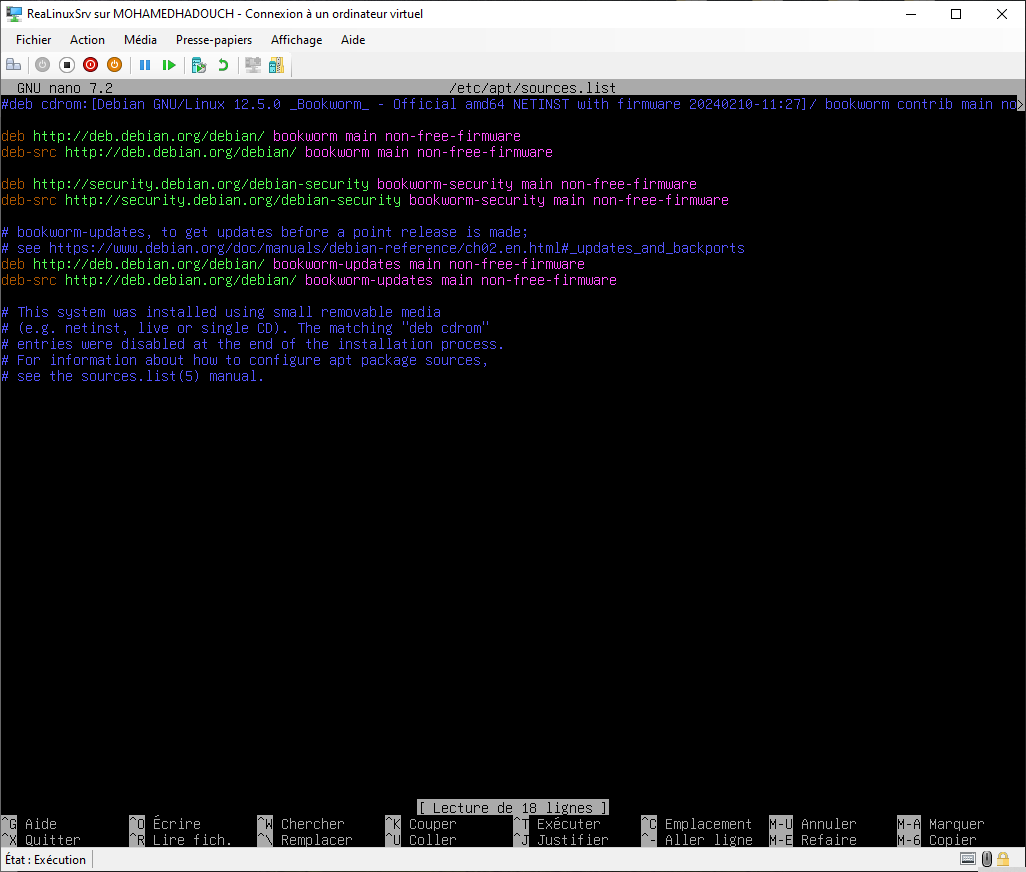 ReaLinuxSrv sur MOHAMEDHADOUCH - Connexion à un ordinateur virtuel
Fichier Action Média Presse-papiers Affichage Aide
GNU nano 7.2 /etc/apt/sources.list
#deb cdrom:[Debian GNU/Linux 12.5.0 _Bookworm_ - Official amd64 NETINST with firmware 20240210-11:27]/ bookworm contrib main no>
deb http://deb.debian.org/debian/ bookworm main non-free-firmware
deb-src http://deb.debian.org/debian/ bookworm main non-free-firmware
deb http://security.debian.org/debian-security bookworm-security main non-free-firmware
deb-src http://security.debian.org/debian-security bookworm-security main non-free-firmware
# bookworm-updates, to get updates before a point release is made;
# see https://www.debian.org/doc/manuals/debian-reference/ch02.en.html#_updates_and_backports
deb http://deb.debian.org/debian/ bookworm-updates main non-free-firmware
deb-src http://deb.debian.org/debian/ bookworm-updates main non-free-firmware
# This system was installed using small removable media
# (e.g. netinst, live or single CD). The matching "deb cdrom"
# entries were disabled at the end of the installation process.
# For information about how to configure apt package sources,
# see the sources.list(5) manual.
[ Lecture de 18 lignes ]
^G Aide ^O Écrire ^W Chercher ^K Couper ^T Exécuter ^C Emplacement M-U Annuler M-A Marquer
^X Quitter ^R Lire fich. ^\ Remplacer ^U Coller ^J Justifier ^- Aller ligne M-E Refaire M-6 Copier
État : Exécution